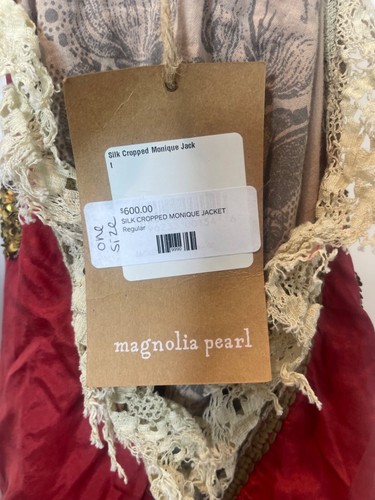 Silk Cropped Monique Jack
1
$600.00
SILK CROPPED MONIQUE JACKET
Regular
one
size
magnolia pearl